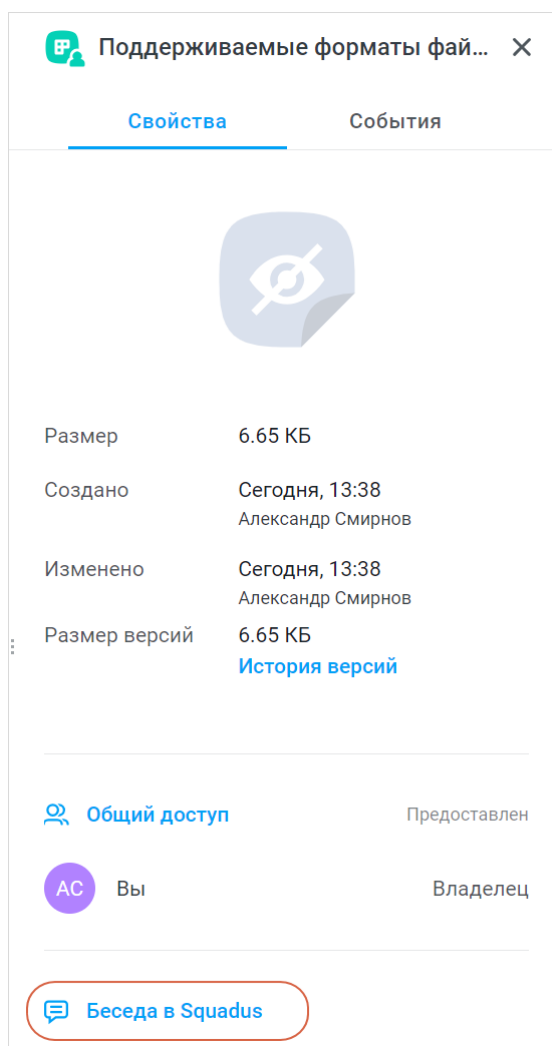 Поддерживаемые форматы фай...
Свойства
События
Размер 6.65 КБ
Создано Сегодня, 13:38
Александр Смирнов
Изменено Сегодня, 13:38
Александр Смирнов
Размер версий 6.65 КБ
История версий
Общий доступ Предоставлен
АС Вы Владелец
Беседа в Squadus